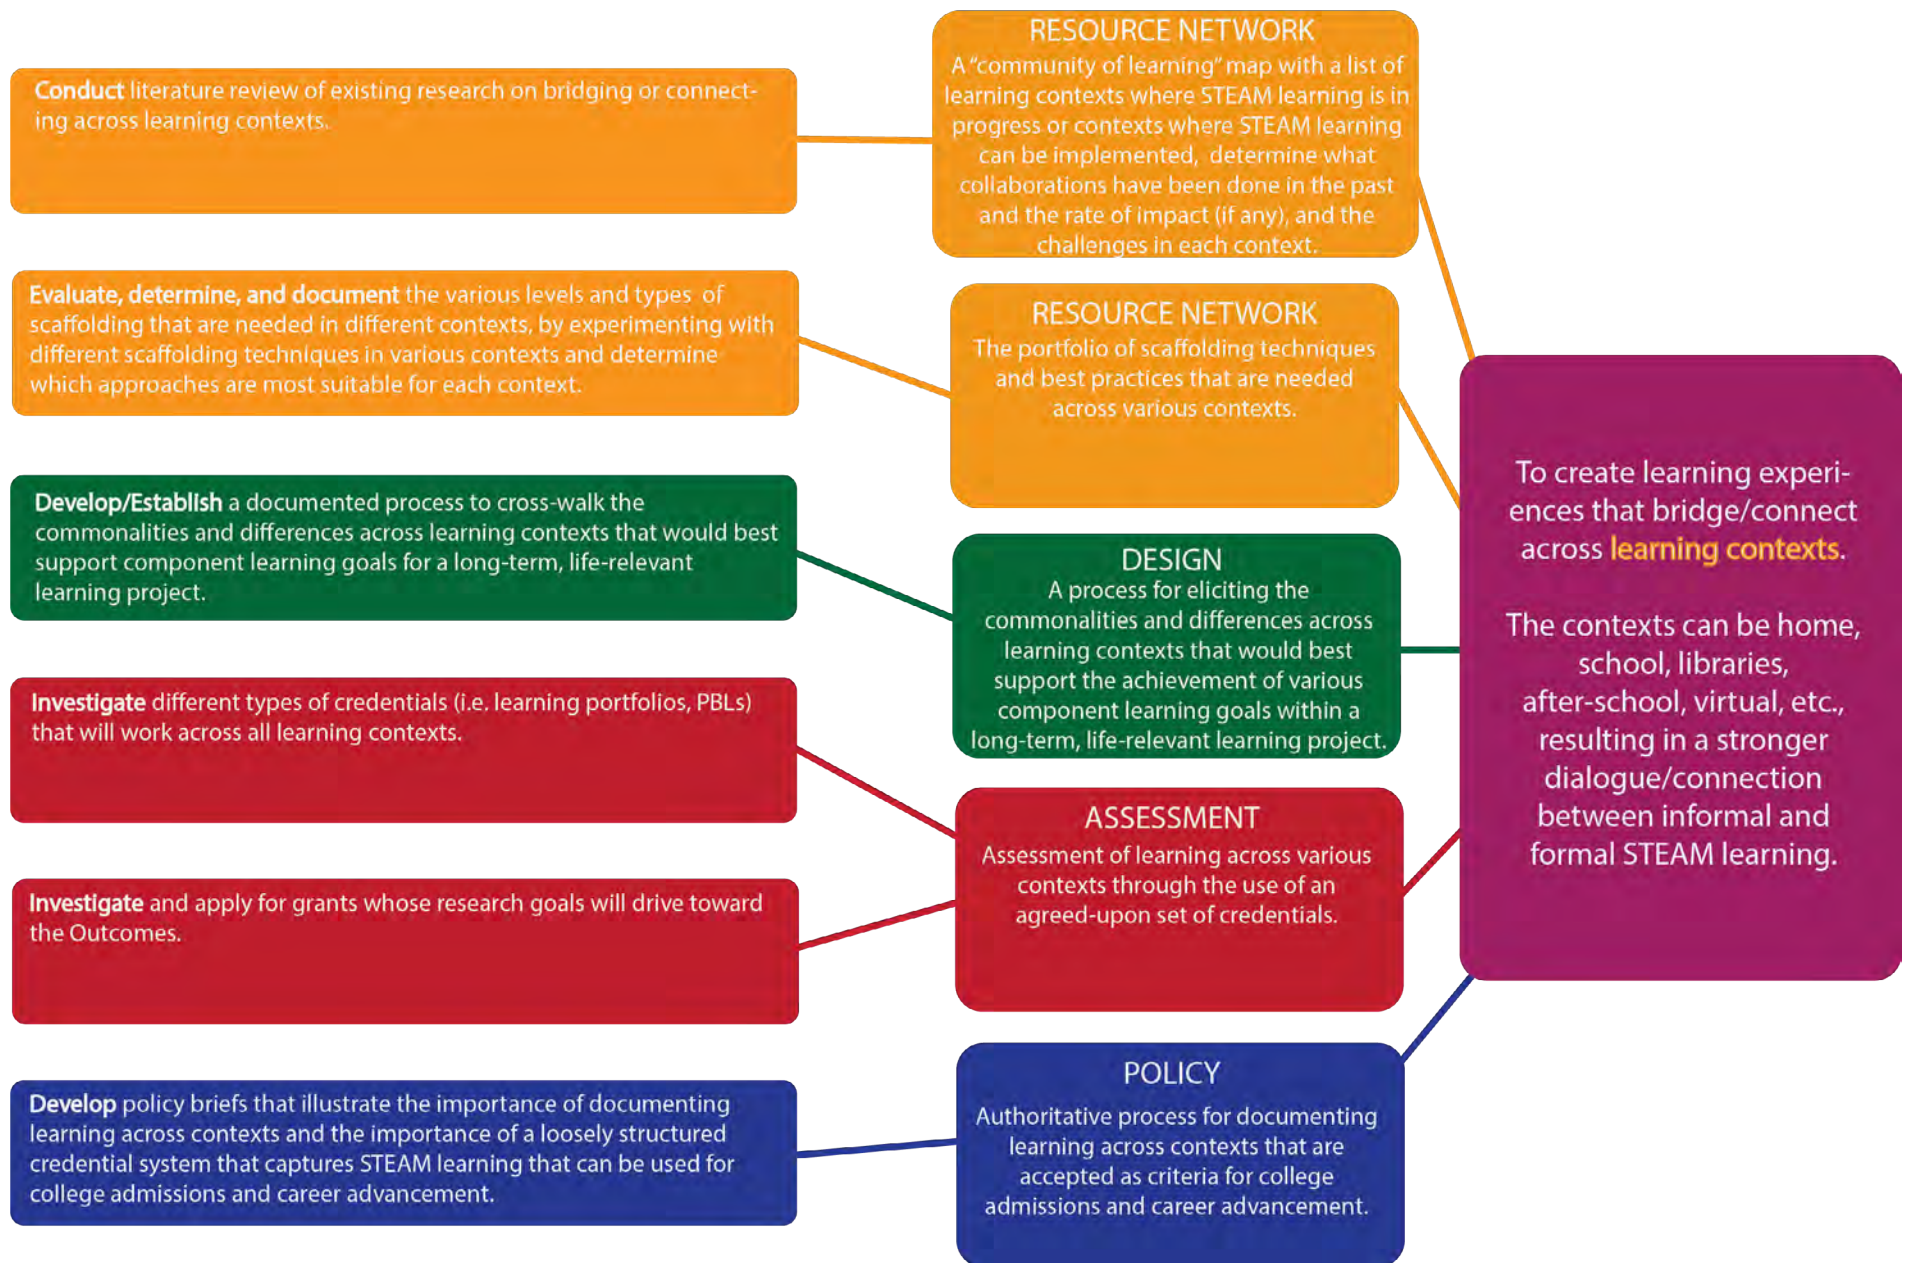 Conduct literature review of existing research on bridging or connect-
ing across learning contexts.
RESOURCE NETWORK
A “community of learning” map with a list of
learning contexts where STEAM learning is in
progress or contexts where STEAM learning
can be implemented, determine what
collaborations have been done in the past
and the rate of impact (if any), and the
challenges in each context.
Evaluate, determine, and document the various levels and types of
scaffolding that are needed in different contexts, by experimenting with
different scaffolding techniques in various contexts and determine
which approaches are most suitable for each context.
RESOURCE NETWORK
The portfolio of scaffolding techniques
and best practices that are needed
across various contexts.
Develop/Establish a documented process to cross-walk the
commonalities and differences across learning contexts that would best
support component learning goals for a long-term, life-relevant
learning project.
DESIGN
A process for eliciting the
commonalities and differences across
learning contexts that would best
support the achievement of various
component learning goals within a
long-term, life-relevant learning project.
Investigate different types of credentials (i.e. learning portfolios, PBLs)
that will work across all learning contexts.
Investigate and apply for grants whose research goals will drive toward
the Outcomes.
ASSESSMENT
Assessment of learning across various
contexts through the use of an
agreed-upon set of credentials.
Develop policy briefs that illustrate the importance of documenting
learning across contexts and the importance of a loosely structured
credential system that captures STEAM learning that can be used for
college admissions and career advancement.
POLICY
Authoritative process for documenting
learning across contexts that are
accepted as criteria for college
admissions and career advancement.
To create learning experi-
ences that bridge/connect
across learning contexts.
The contexts can be home,
school, libraries,
after-school, virtual, etc.,
resulting in a stronger
dialogue/connection
between informal and
formal STEAM learning.